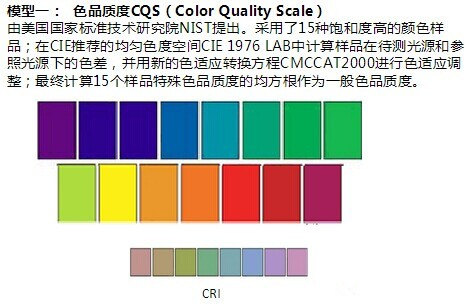 模型一： 色品质度CQS（Color Quality Scale）
由美国国家标准技术研究院NIST提出。采用了15种饱和度高的颜色样
品；在CIE推荐的均匀色度空间CIE 1976 LAB中计算样品在待测光源和参
照光源下的色差，并用新的色适应转换方程CMCCAT2000进行色适应调
整；最终计算15个样品特殊色品质度的均方根作为一般色品质度。
CRI